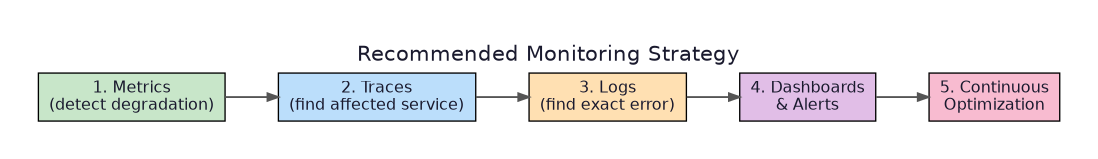 Recommended Monitoring Strategy
1. Metrics
(detect degradation)
2. Traces
(find affected service)
3. Logs
(find exact error)
4. Dashboards
& Alerts
5. Continuous
Optimization